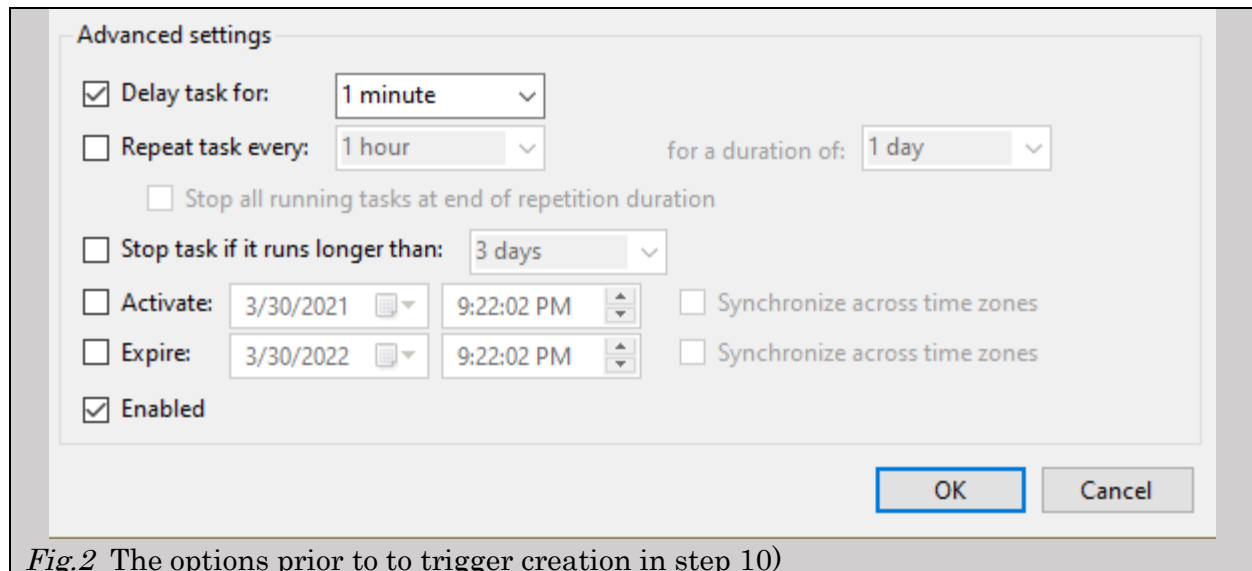 Advanced settings
Delay task for: 1 minute
Repeat task every: 1 hour for a duration of: 1 day
Stop all running tasks at end of repetition duration
Stop task if it runs longer than: 3 days
Activate: 3/30/2021 9:22:02 PM Synchronize across time zones
Expire: 3/30/2022 9:22:02 PM Synchronize across time zones
Enabled
OK Cancel
Fig.2 The options prior to to trigger creation in step 10)